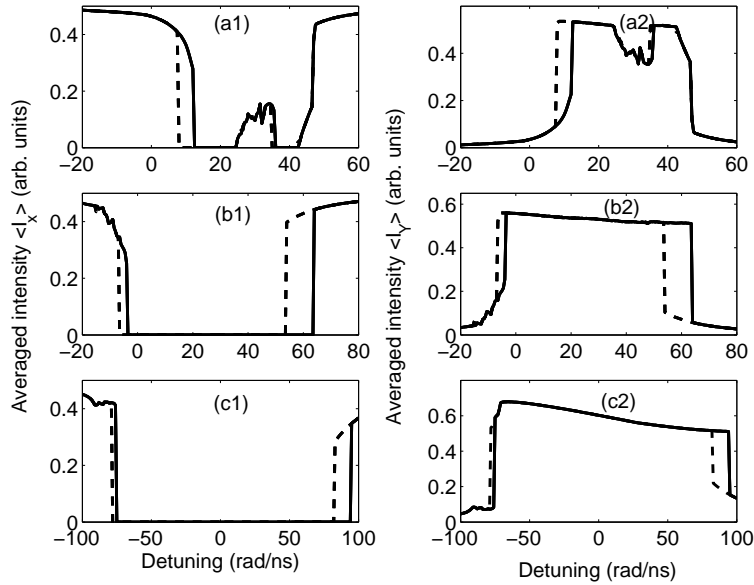 (a1)
0.4
0.2
0
−20 0 20 40 60
(a2)
0.4
0.2
0
−20 0 20 40 60
Averaged intensity <I_X> (arb. units)
(b1)
0.4
0.2
0
−20 0 20 40 60 80
Averaged intensity <I_Y> (arb. units)
(b2)
0.6
0.4
0.2
0
−20 0 20 40 60 80
(c1)
0.4
0.2
0
−100 −50 0 50 100
Detuning (rad/ns)
(c2)
0.6
0.4
0.2
0
−100 −50 0 50 100
Detuning (rad/ns)